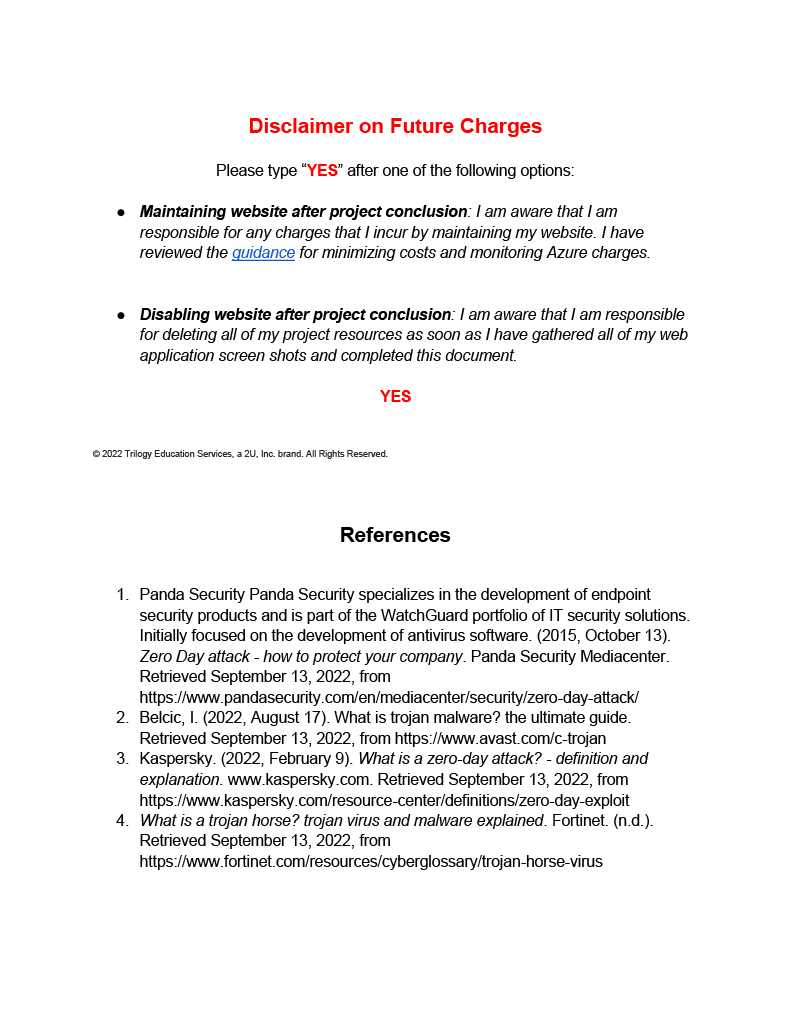 Disclaimer on Future Charges
Please type “YES” after one of the following options:
● Maintaining website after project conclusion: I am aware that I am
responsible for any charges that I incur by maintaining my website. I have
reviewed the guidance for minimizing costs and monitoring Azure charges.
● Disabling website after project conclusion: I am aware that I am responsible
for deleting all of my project resources as soon as I have gathered all of my web
application screen shots and completed this document.
YES
© 2022 Trilogy Education Services, a 2U, Inc. brand. All Rights Reserved.
References
1. Panda Security Panda Security specializes in the development of endpoint
security products and is part of the WatchGuard portfolio of IT security solutions.
Initially focused on the development of antivirus software. (2015, October 13).
Zero Day attack - how to protect your company. Panda Security Mediacenter.
Retrieved September 13, 2022, from
https://www.pandasecurity.com/en/mediacenter/security/zero-day-attack/
2. Belcic, I. (2022, August 17). What is trojan malware? the ultimate guide.
Retrieved September 13, 2022, from https://www.avast.com/c-trojan
3. Kaspersky. (2022, February 9). What is a zero-day attack? - definition and
explanation. www.kaspersky.com. Retrieved September 13, 2022, from
https://www.kaspersky.com/resource-center/definitions/zero-day-exploit
4. What is a trojan horse? trojan virus and malware explained. Fortinet. (n.d.).
Retrieved September 13, 2022, from
https://www.fortinet.com/resources/cyberglossary/trojan-horse-virus